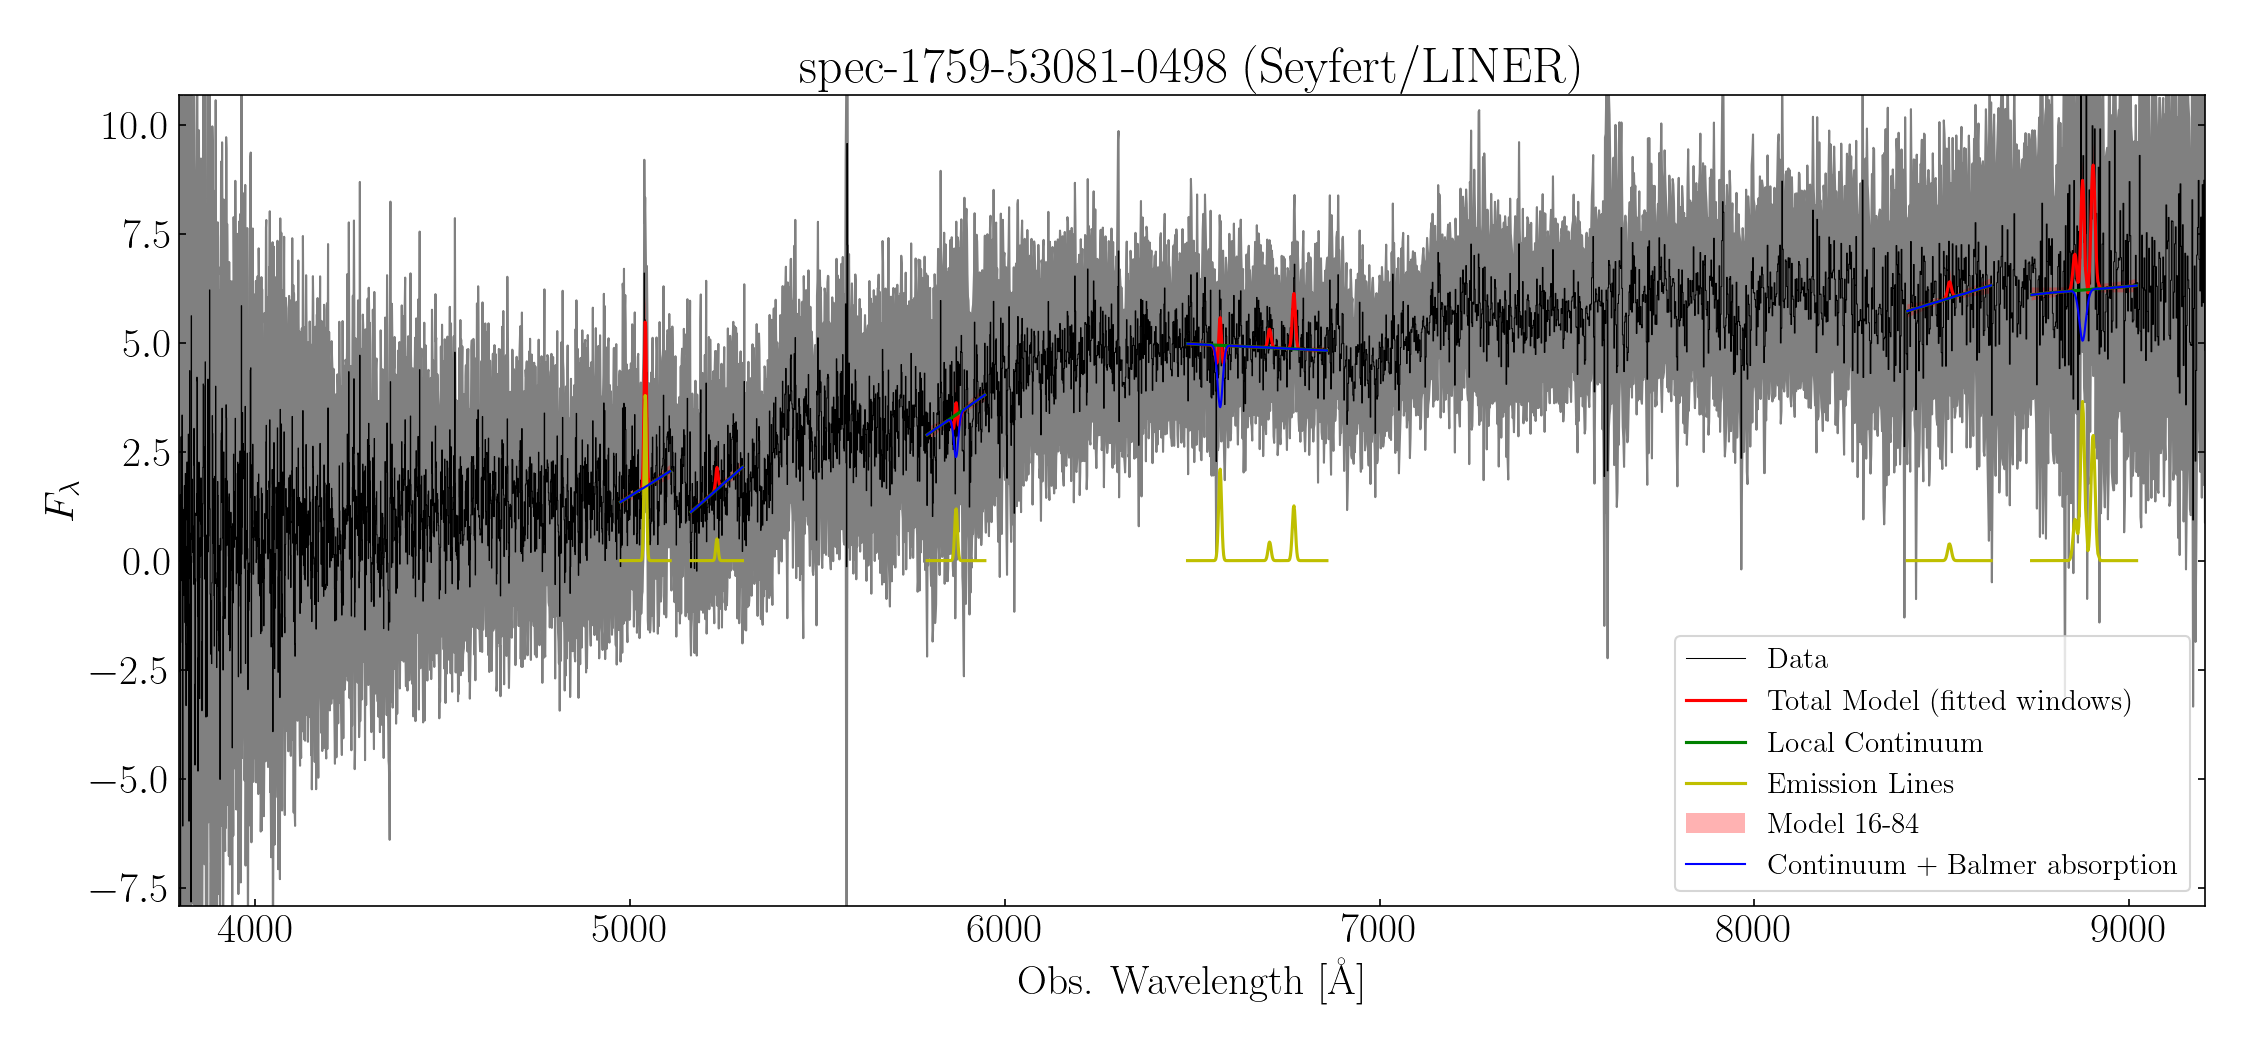 spec-1759-53081-0498 (Seyfert/LINER)
10.0
7.5
5.0
2.5
0.0
−2.5
−5.0
−7.5
Fλ
4000 5000 6000 7000 8000 9000
Obs. Wavelength [Å]
Data
Total Model (fitted windows)
Local Continuum
Emission Lines
Model 16-84
Continuum + Balmer absorption